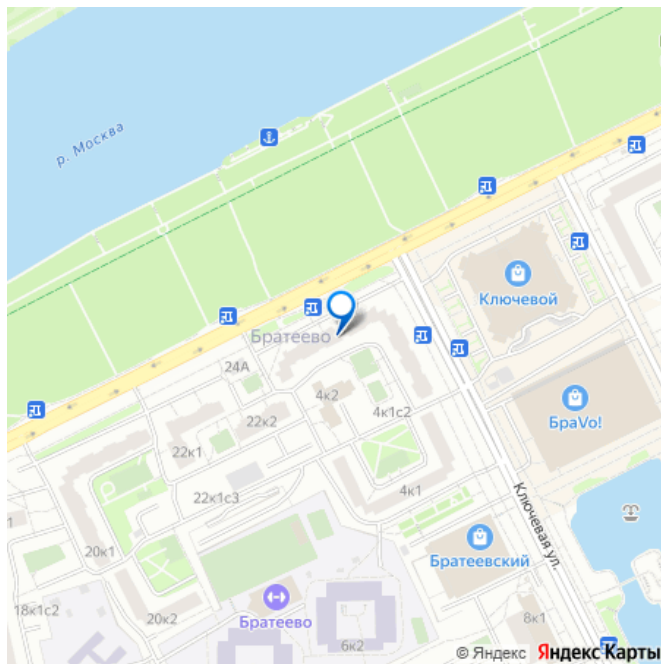 р. Москва
Ключевой
Братеево
24А
4к2
БраVo!
22к2
4к1с2
22к1
4к1
22к1с3
Ключевая ул.
20к1
Братеевский
18к1с2
20к2
Братеево
8к1
6к2
© Яндекс Яндекс Карты